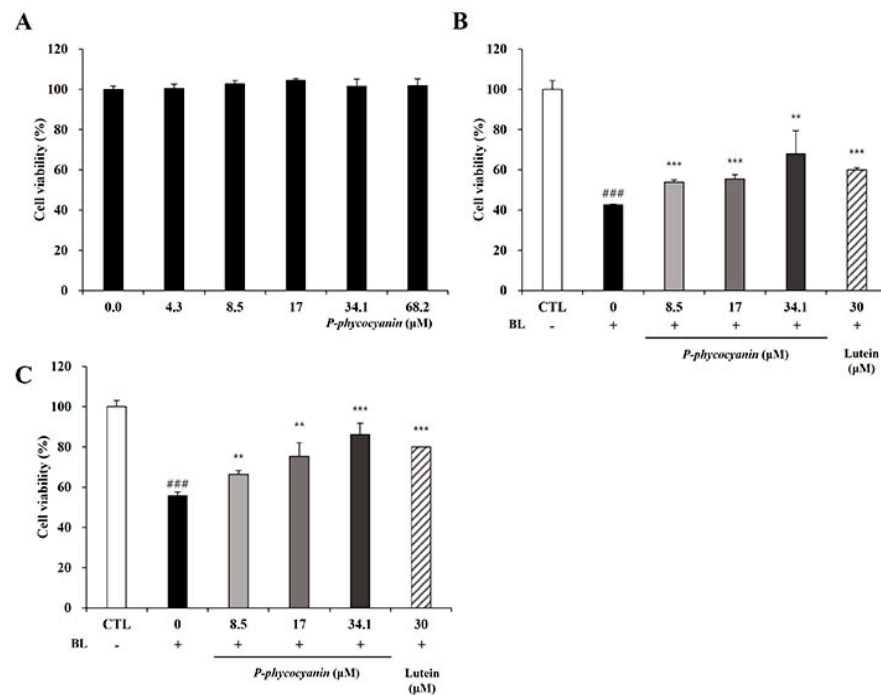 A
Cell viability (%)
120
100
80
60
40
20
0
0.0 4.3 8.5 17 34.1 68.2
P-phycocyanin (µM)
B
Cell viability (%)
120
100
80
60
40
20
0
###
***
***
**
***
CTL 0 8.5 17 34.1 30
BL - + + + + +
P-phycocyanin (µM) Lutein
(µM)
C
Cell viability (%)
120
100
80
60
40
20
0
###
**
**
***
***
CTL 0 8.5 17 34.1 30
BL - + + + + +
P-phycocyanin (µM) Lutein
(µM)